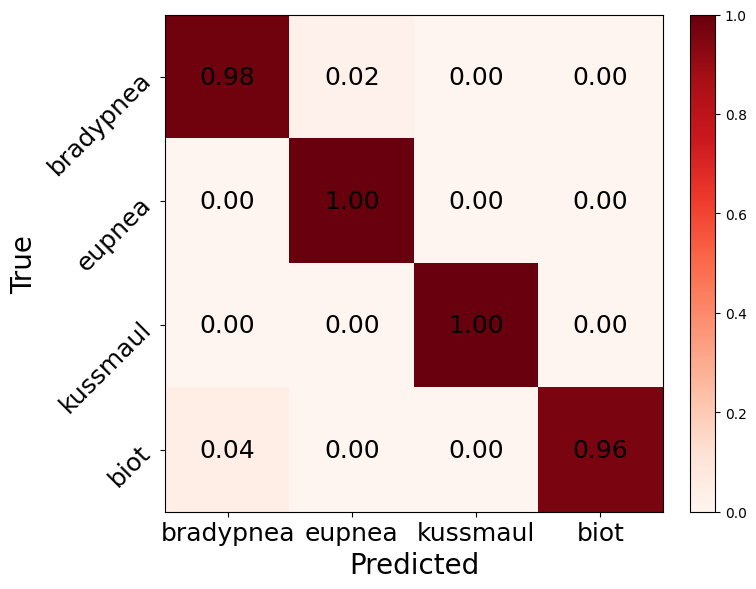 True
bradypnea 0.98 0.02 0.00 0.00
eupnea 0.00 1.00 0.00 0.00
kussmaul 0.00 0.00 1.00 0.00
biot 0.04 0.00 0.00 0.96
bradypnea eupnea kussmaul biot
Predicted
1.0
0.8
0.6
0.4
0.2
0.0